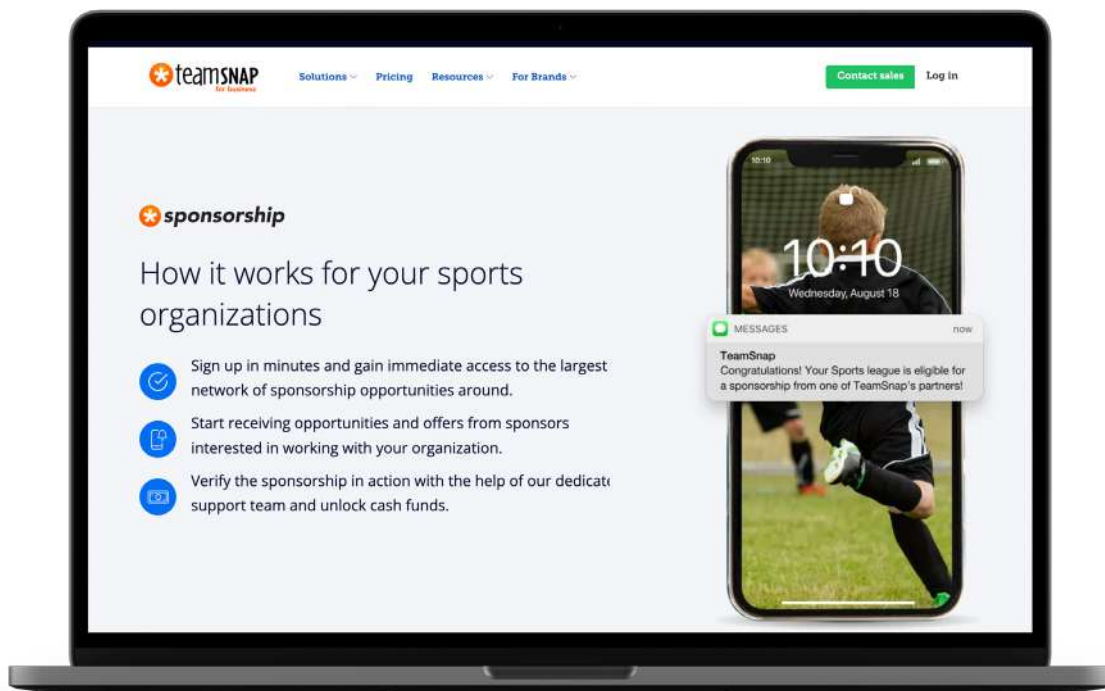 teamSNAP
for business
Solutions
Pricing
Resources
For Brands
Contact sales
Log in
sponsorship
How it works for your sports
organizations
Sign up in minutes and gain immediate access to the largest
network of sponsorship opportunities around.
Start receiving opportunities and offers from sponsors
interested in working with your organization.
Verify the sponsorship in action with the help of our dedicate
support team and unlock cash funds.
10:10
10:10
Wednesday, August 18
MESSAGES
now
TeamSnap
Congratulations! Your Sports league is eligible for
a sponsorship from one of TeamSnap's partners!